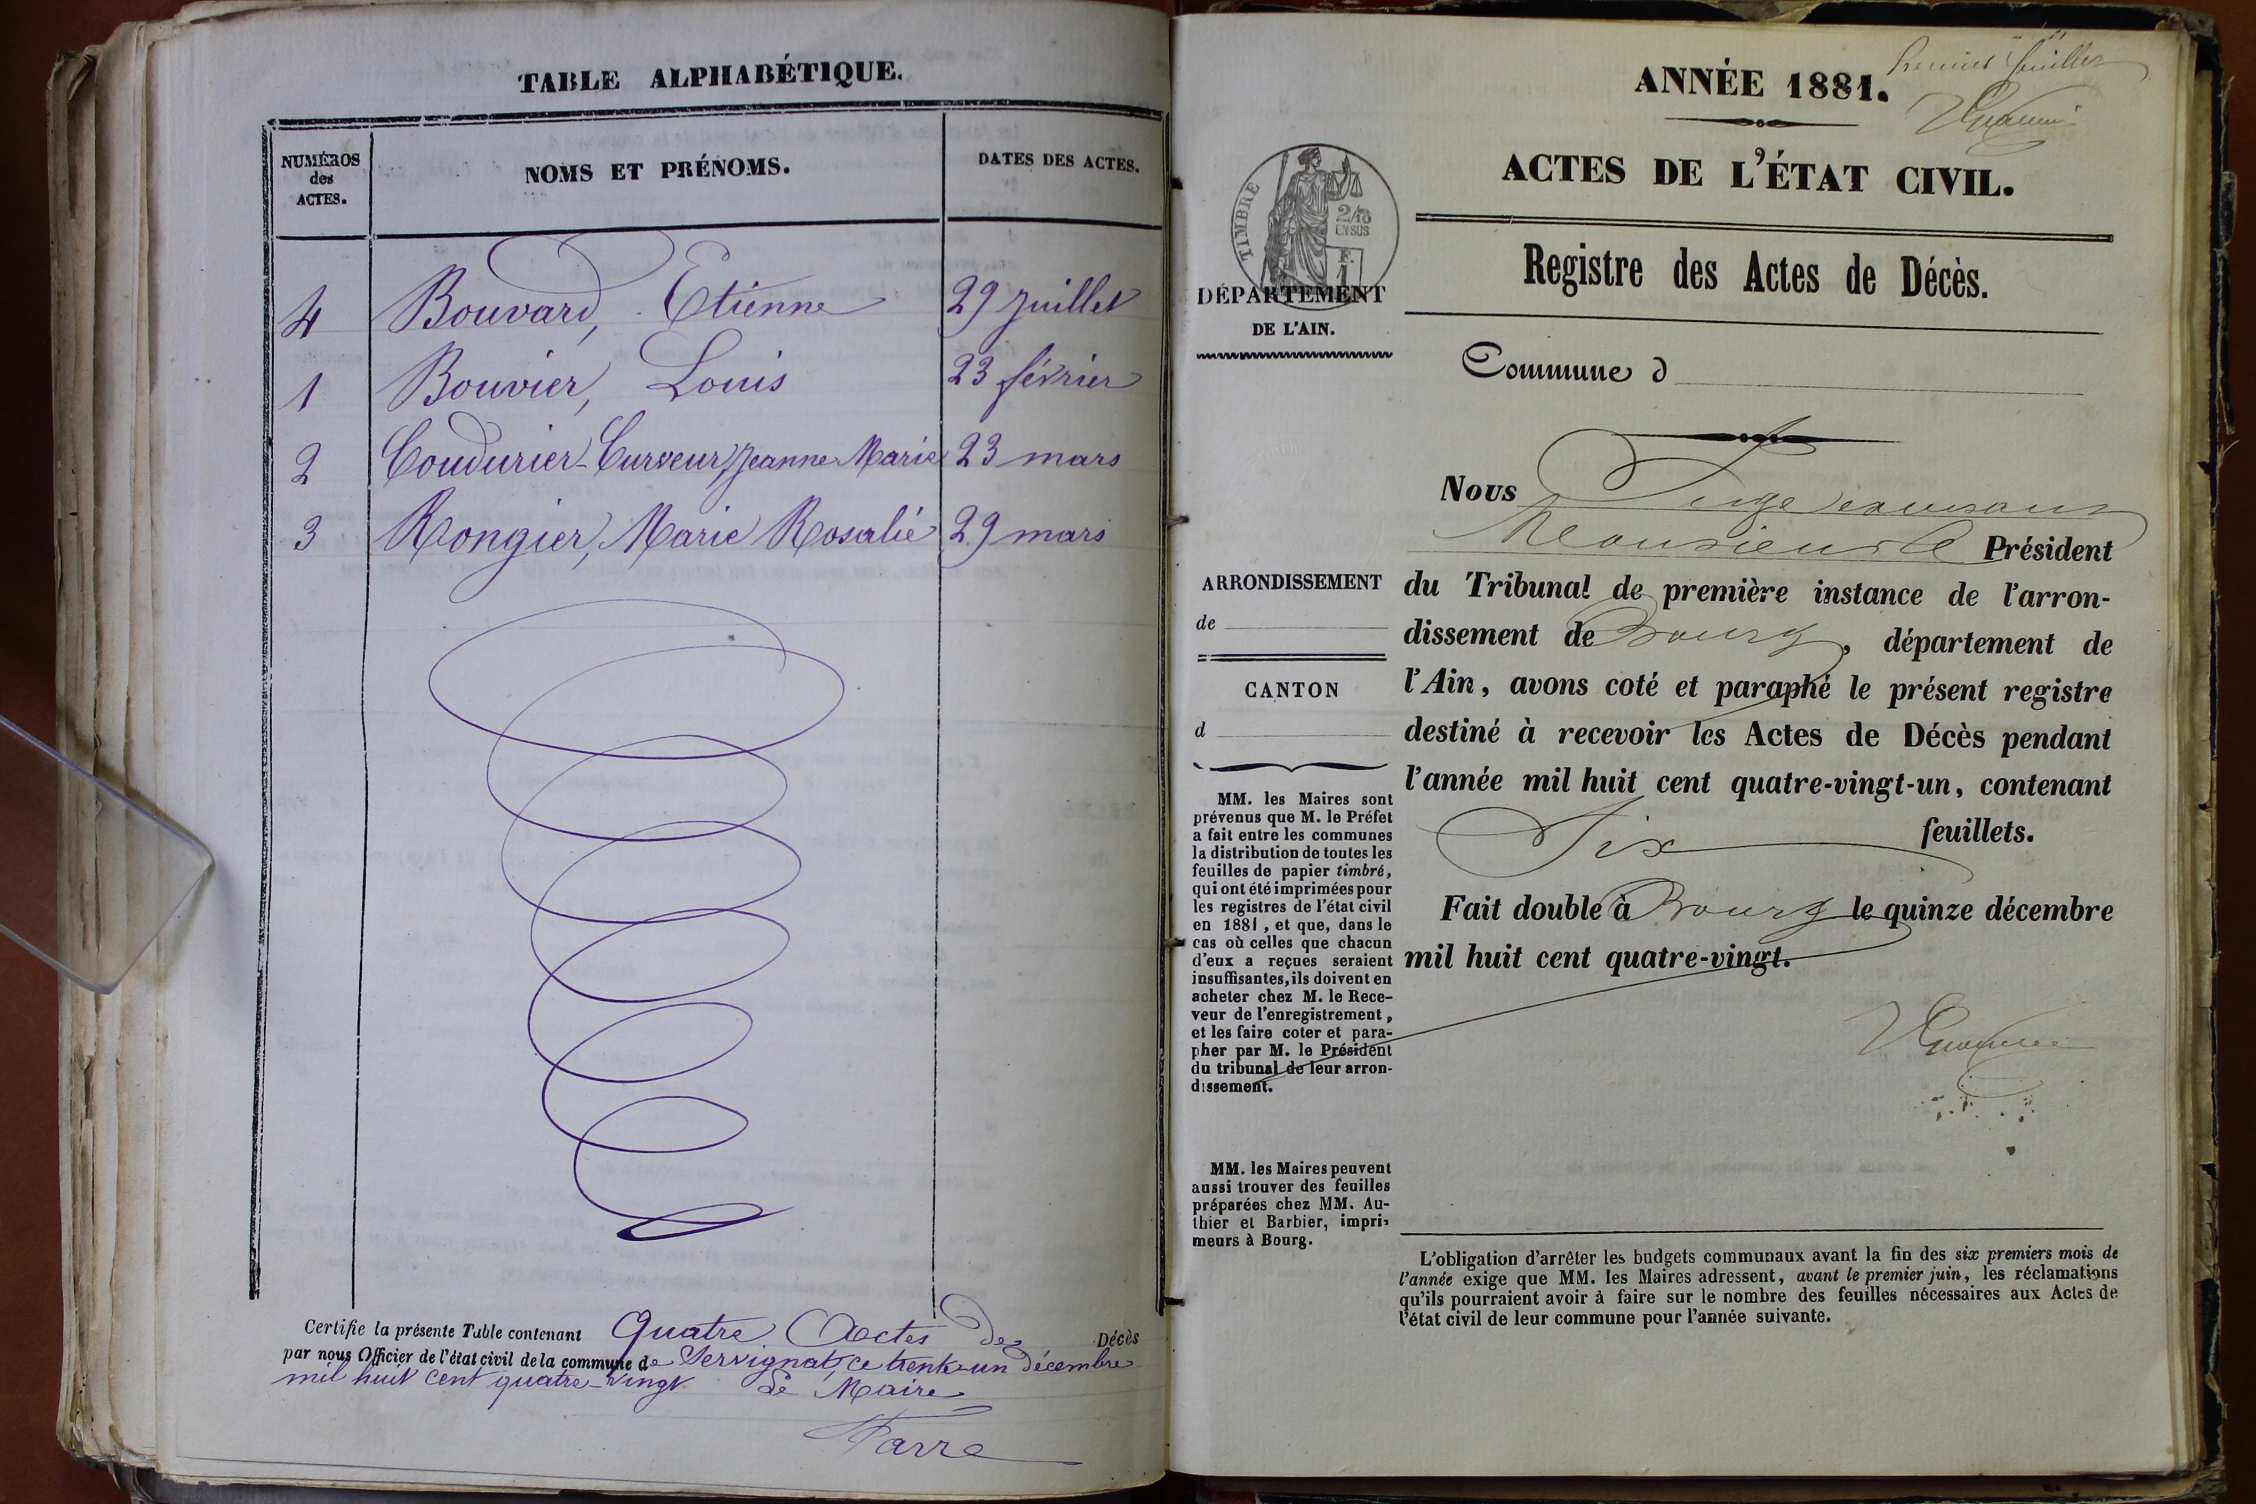 TABLE ALPHABÉTIQUE.
NUMÉROS
des
ACTES.
NOMS ET PRÉNOMS.
DATES DES ACTES.
4 Bouvard, Etienne 29 juillet
1 Bouvier, Louis 23 février
2 Coudurier-Curveur, Jeanne Marie 23 mars
3 Rongier, Marie Rosalie 29 mars
Certifie la présente Table contenant Quatre Actes de Décès
par nous Officier de l'état civil de la commune de Servignat, ce trente-un décembre
mil huit cent quatre-vingt. Le Maire
Farre
Premier feuillet
ANNÉE 1881.
ACTES DE L'ÉTAT CIVIL.
Registre des Actes de Décès.
TIMBRE
2/10
EN SUS
F.
1
DÉPARTEMENT
DE L'AIN.
Commune d
Nous Juge
Monsieur le Président
du Tribunal de première instance de l'arron-
dissement de Bourg, département de
l'Ain, avons coté et paraphé le présent registre
destiné à recevoir les Actes de Décès pendant
l'année mil huit cent quatre-vingt-un, contenant
Six feuillets.
Fait double à Bourg le quinze décembre
mil huit cent quatre-vingt.
ARRONDISSEMENT
de
CANTON
d
MM. les Maires sont
prévenus que M. le Préfet
a fait entre les communes
la distribution de toutes les
feuilles de papier timbré,
qui ont été imprimées pour
les registres de l'état civil
en 1881, et que, dans le
cas où celles que chacun
d'eux a reçues seraient
insuffisantes, ils doivent en
acheter chez M. le Rece-
veur de l'enregistrement,
et les faire coter et para-
pher par M. le Président
du tribunal de leur arron-
dissement.
MM. les Maires peuvent
aussi trouver des feuilles
préparées chez MM. Au-
thier et Barbier, impri-
meurs à Bourg.
L'obligation d'arrêter les budgets communaux avant la fin des six premiers mois de
l'année exige que MM. les Maires adressent, avant le premier juin, les réclamations
qu'ils pourraient avoir à faire sur le nombre des feuilles nécessaires aux Actes de
l'état civil de leur commune pour l'année suivante.